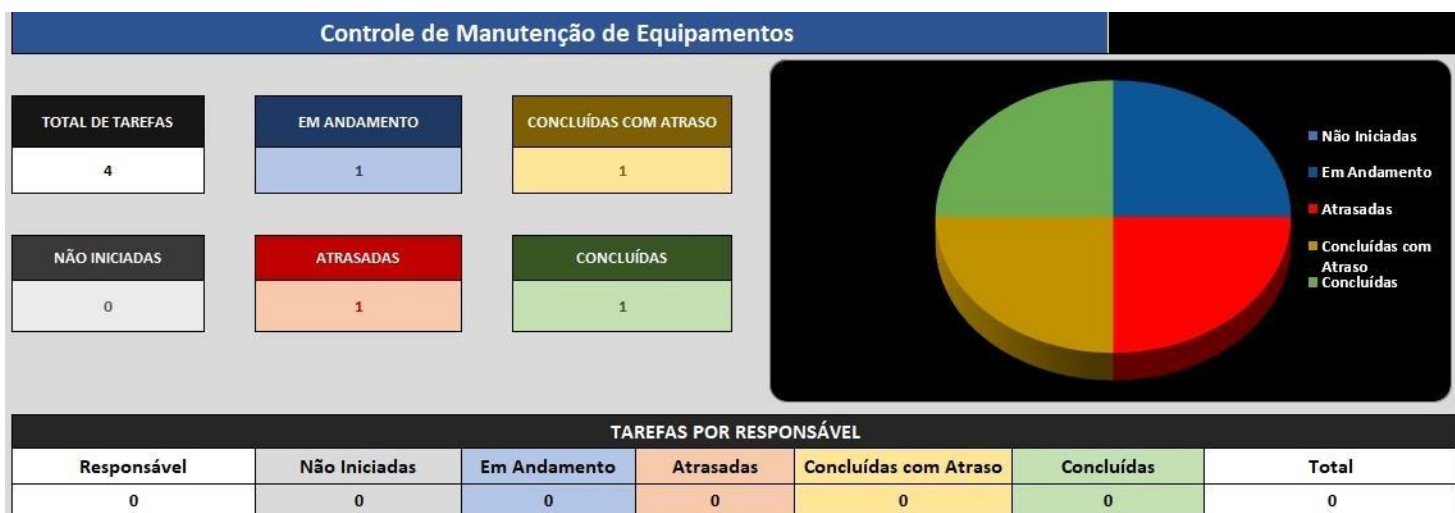 Controle de Manutenção de Equipamentos
TOTAL DE TAREFAS
4
EM ANDAMENTO
1
CONCLUÍDAS COM ATRASO
1
NÃO INICIADAS
0
ATRASADAS
1
CONCLUÍDAS
1
Não Iniciadas
Em Andamento
Atrasadas
Concluídas com
Atraso
Concluídas
TAREFAS POR RESPONSÁVEL
Responsável Não Iniciadas Em Andamento Atrasadas Concluídas com Atraso Concluídas Total
0 0 0 0 0 0 0